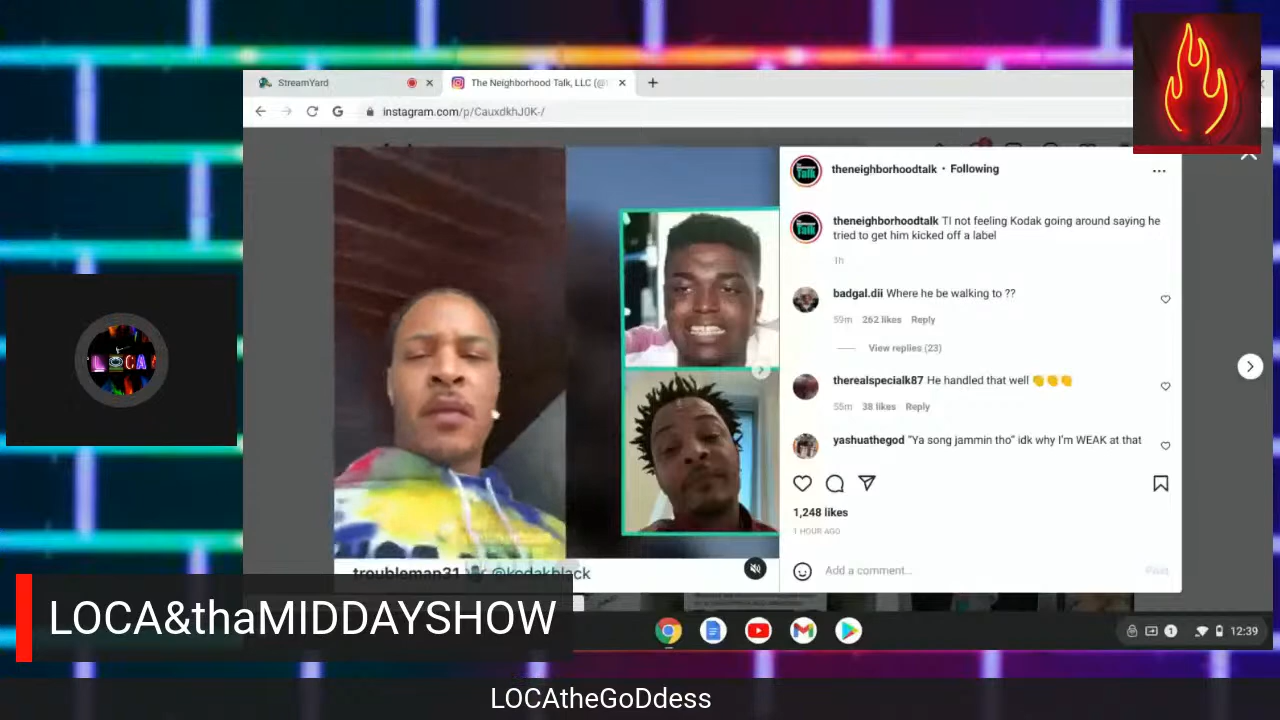 StreamYard
The Neighborhood Talk, LLC (@t
instagram.com/p/CauxdkhJ0K-/
theneighborhoodtalk • Following
theneighborhoodtalk TI not feeling Kodak going around saying he
tried to get him kicked off a label
1h
badgal.dii Where he be walking to ??
59m 262 likes Reply
View replies (23)
therealspecialk87 He handled that well 👏👏👏
55m 38 likes Reply
yashuathegod “Ya song jammin tho” idk why I'm WEAK at that
1,248 likes
1 HOUR AGO
Add a comment...
Post
troubleman31 @kodakblack
LOCA
LOCA&thaMIDDAYSHOW
1
12:39
LOCAtheGoDdess